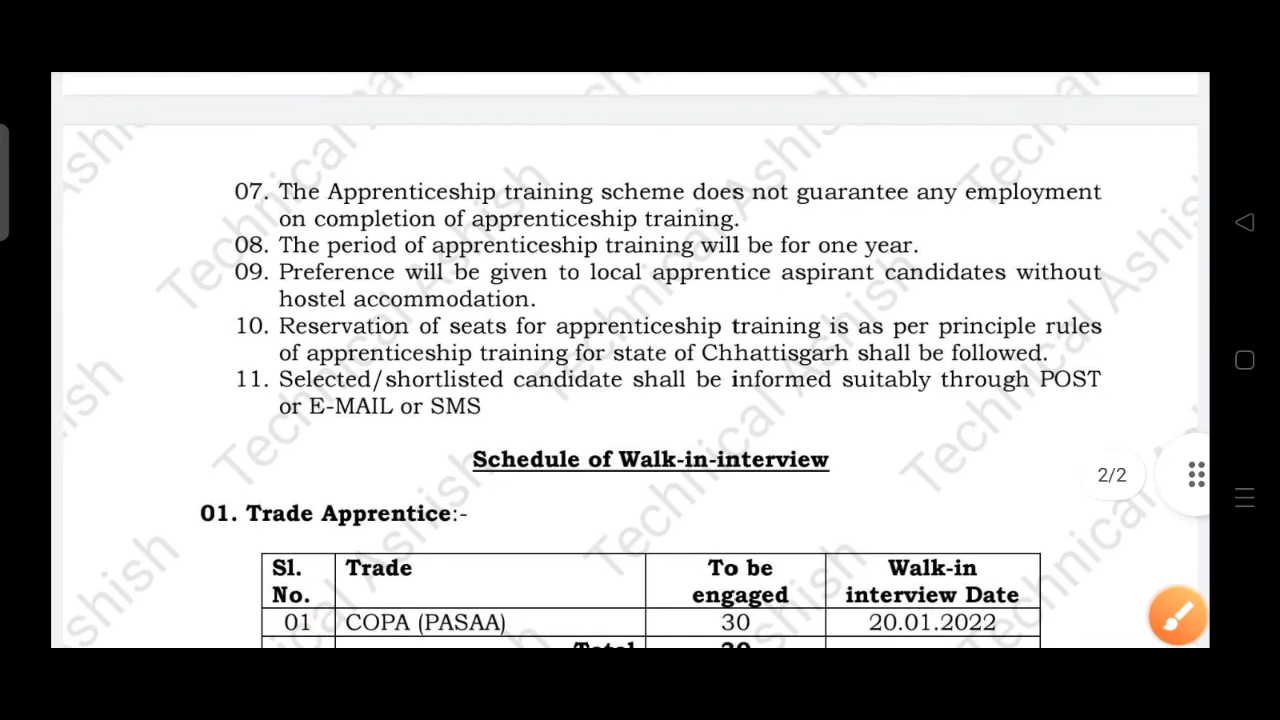 07. The Apprenticeship training scheme does not guarantee any employment
on completion of apprenticeship training.
08. The period of apprenticeship training will be for one year.
09. Preference will be given to local apprentice aspirant candidates without
hostel accommodation.
10. Reservation of seats for apprenticeship training is as per principle rules
of apprenticeship training for state of Chhattisgarh shall be followed.
11. Selected/shortlisted candidate shall be informed suitably through POST
or E-MAIL or SMS
Schedule of Walk-in-interview
2/2
01. Trade Apprentice:-
Sl. No. Trade To be engaged Walk-in interview Date
01 COPA (PASAA) 30 20.01.2022
Total 30
Technical Ashish